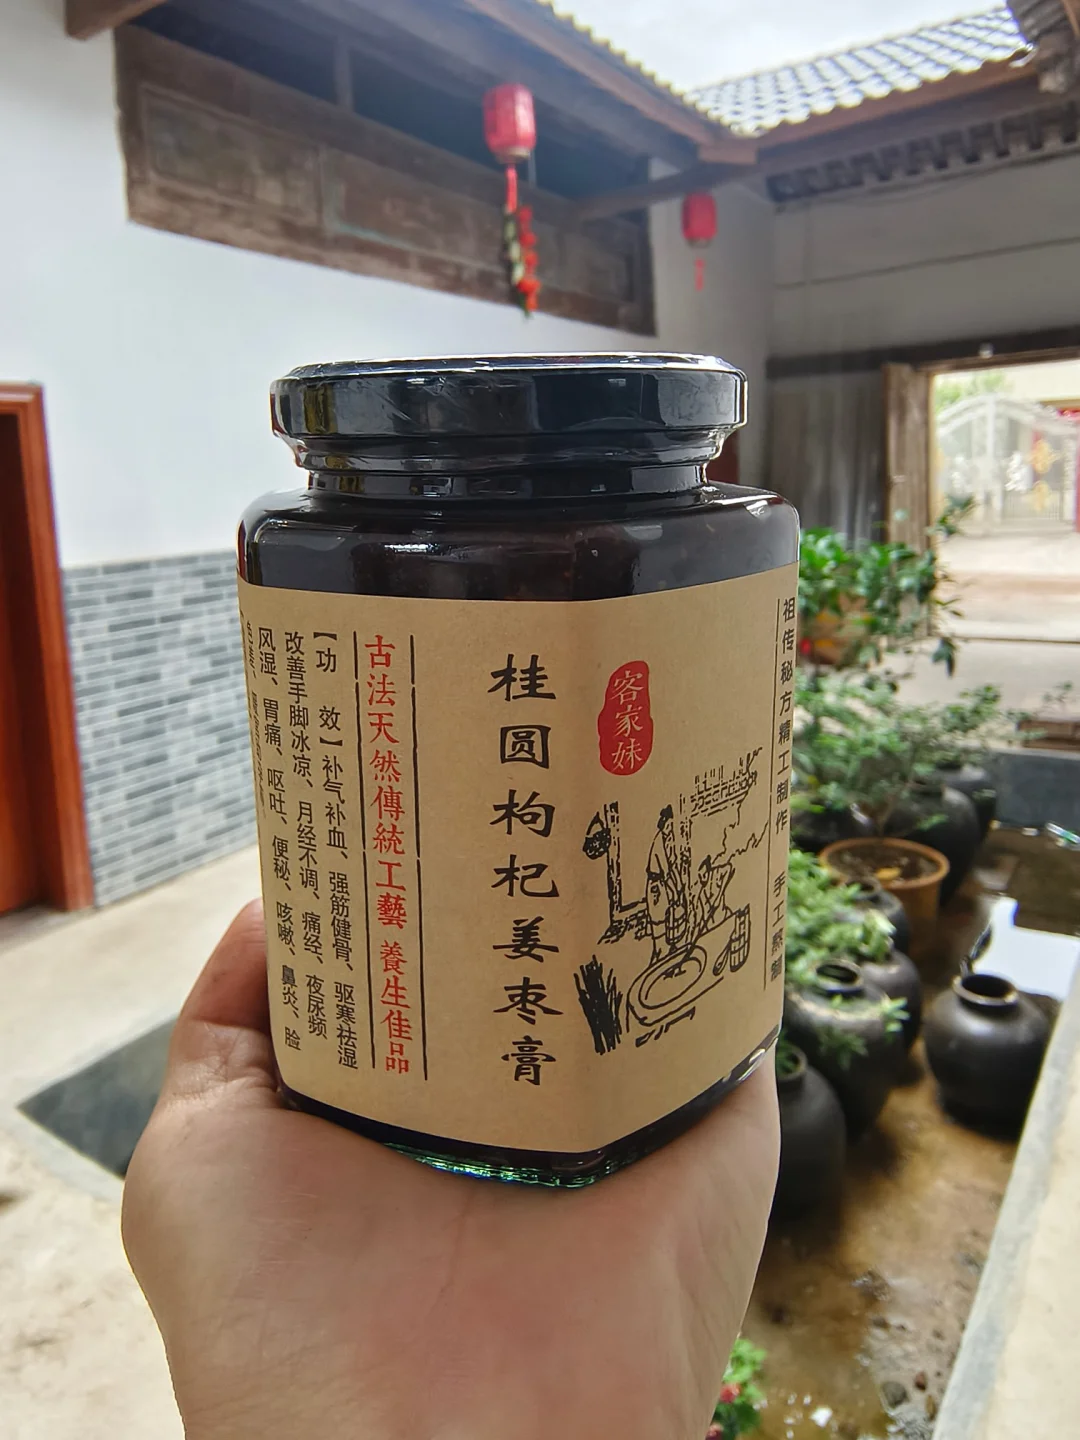 桂圆枸杞姜枣膏
客家妹
祖传秘方精工制作 手工熬制
古法天然傳統工藝 養生佳品
【功 效】补气补血、强筋健骨、驱寒祛湿
改善手脚冰凉、月经不调、痛经、夜尿频
风湿、胃痛、呕吐、便秘、咳嗽、鼻炎、脸